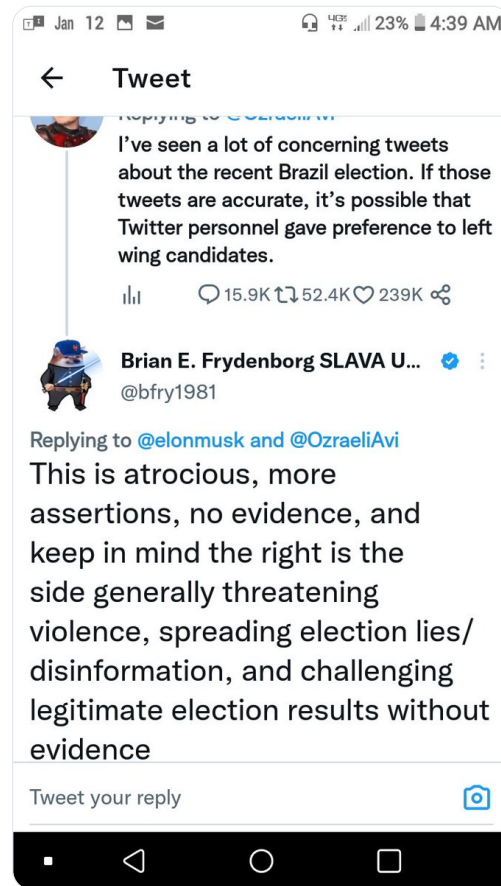 Jan 12 23% 4:39 AM
Tweet
Replying to @OzraeliAvi
I've seen a lot of concerning tweets
about the recent Brazil election. If those
tweets are accurate, it's possible that
Twitter personnel gave preference to left
wing candidates.
15.9K 52.4K 239K
Brian E. Frydenborg SLAVA U...
@bfry1981
Replying to @elonmusk and @OzraeliAvi
This is atrocious, more
assertions, no evidence, and
keep in mind the right is the
side generally threatening
violence, spreading election lies/
disinformation, and challenging
legitimate election results without
evidence
Tweet your reply